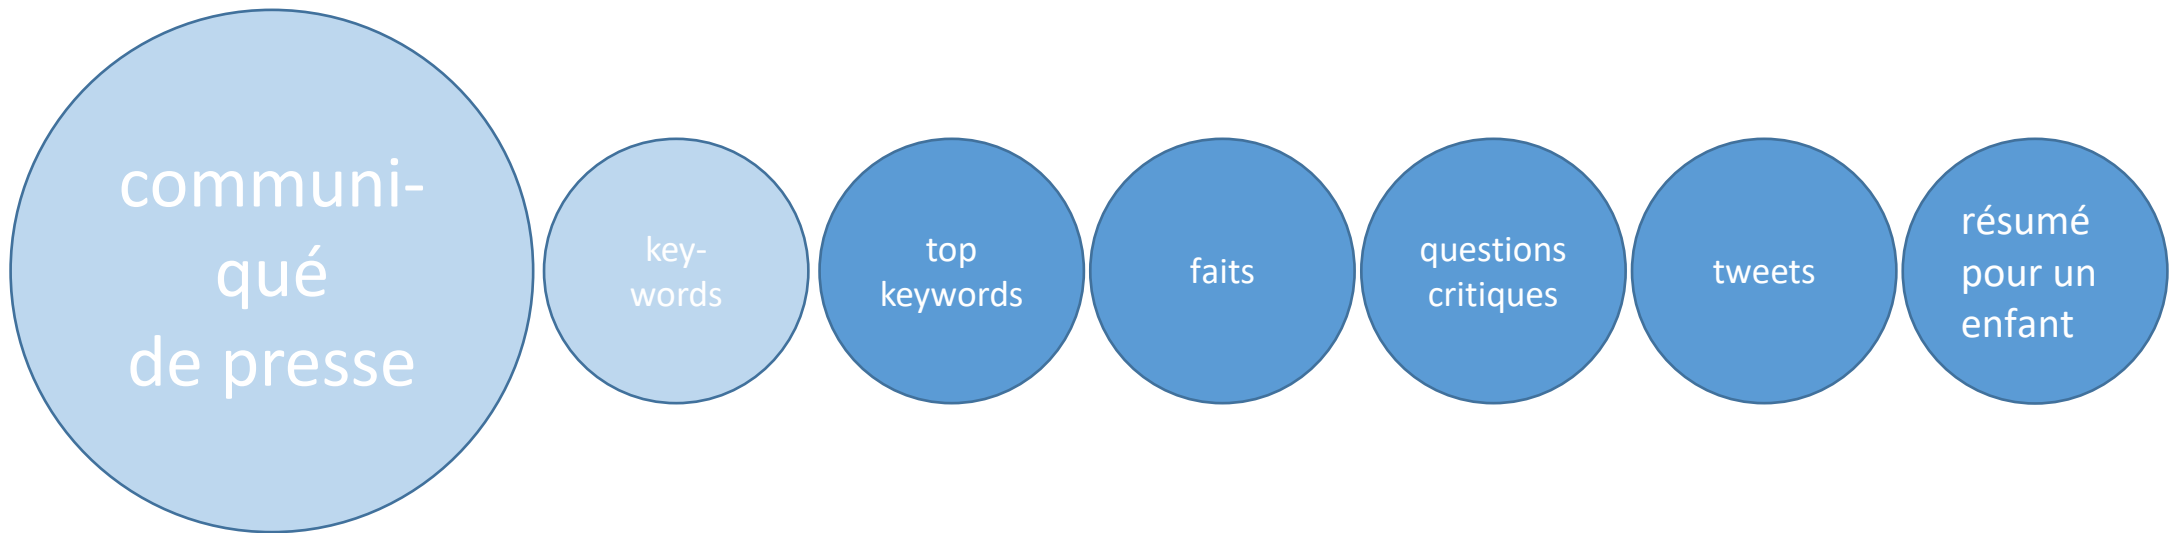 communi-
qué
de presse
key-
words
top
keywords
faits
questions
critiques
tweets
résumé
pour un
enfant